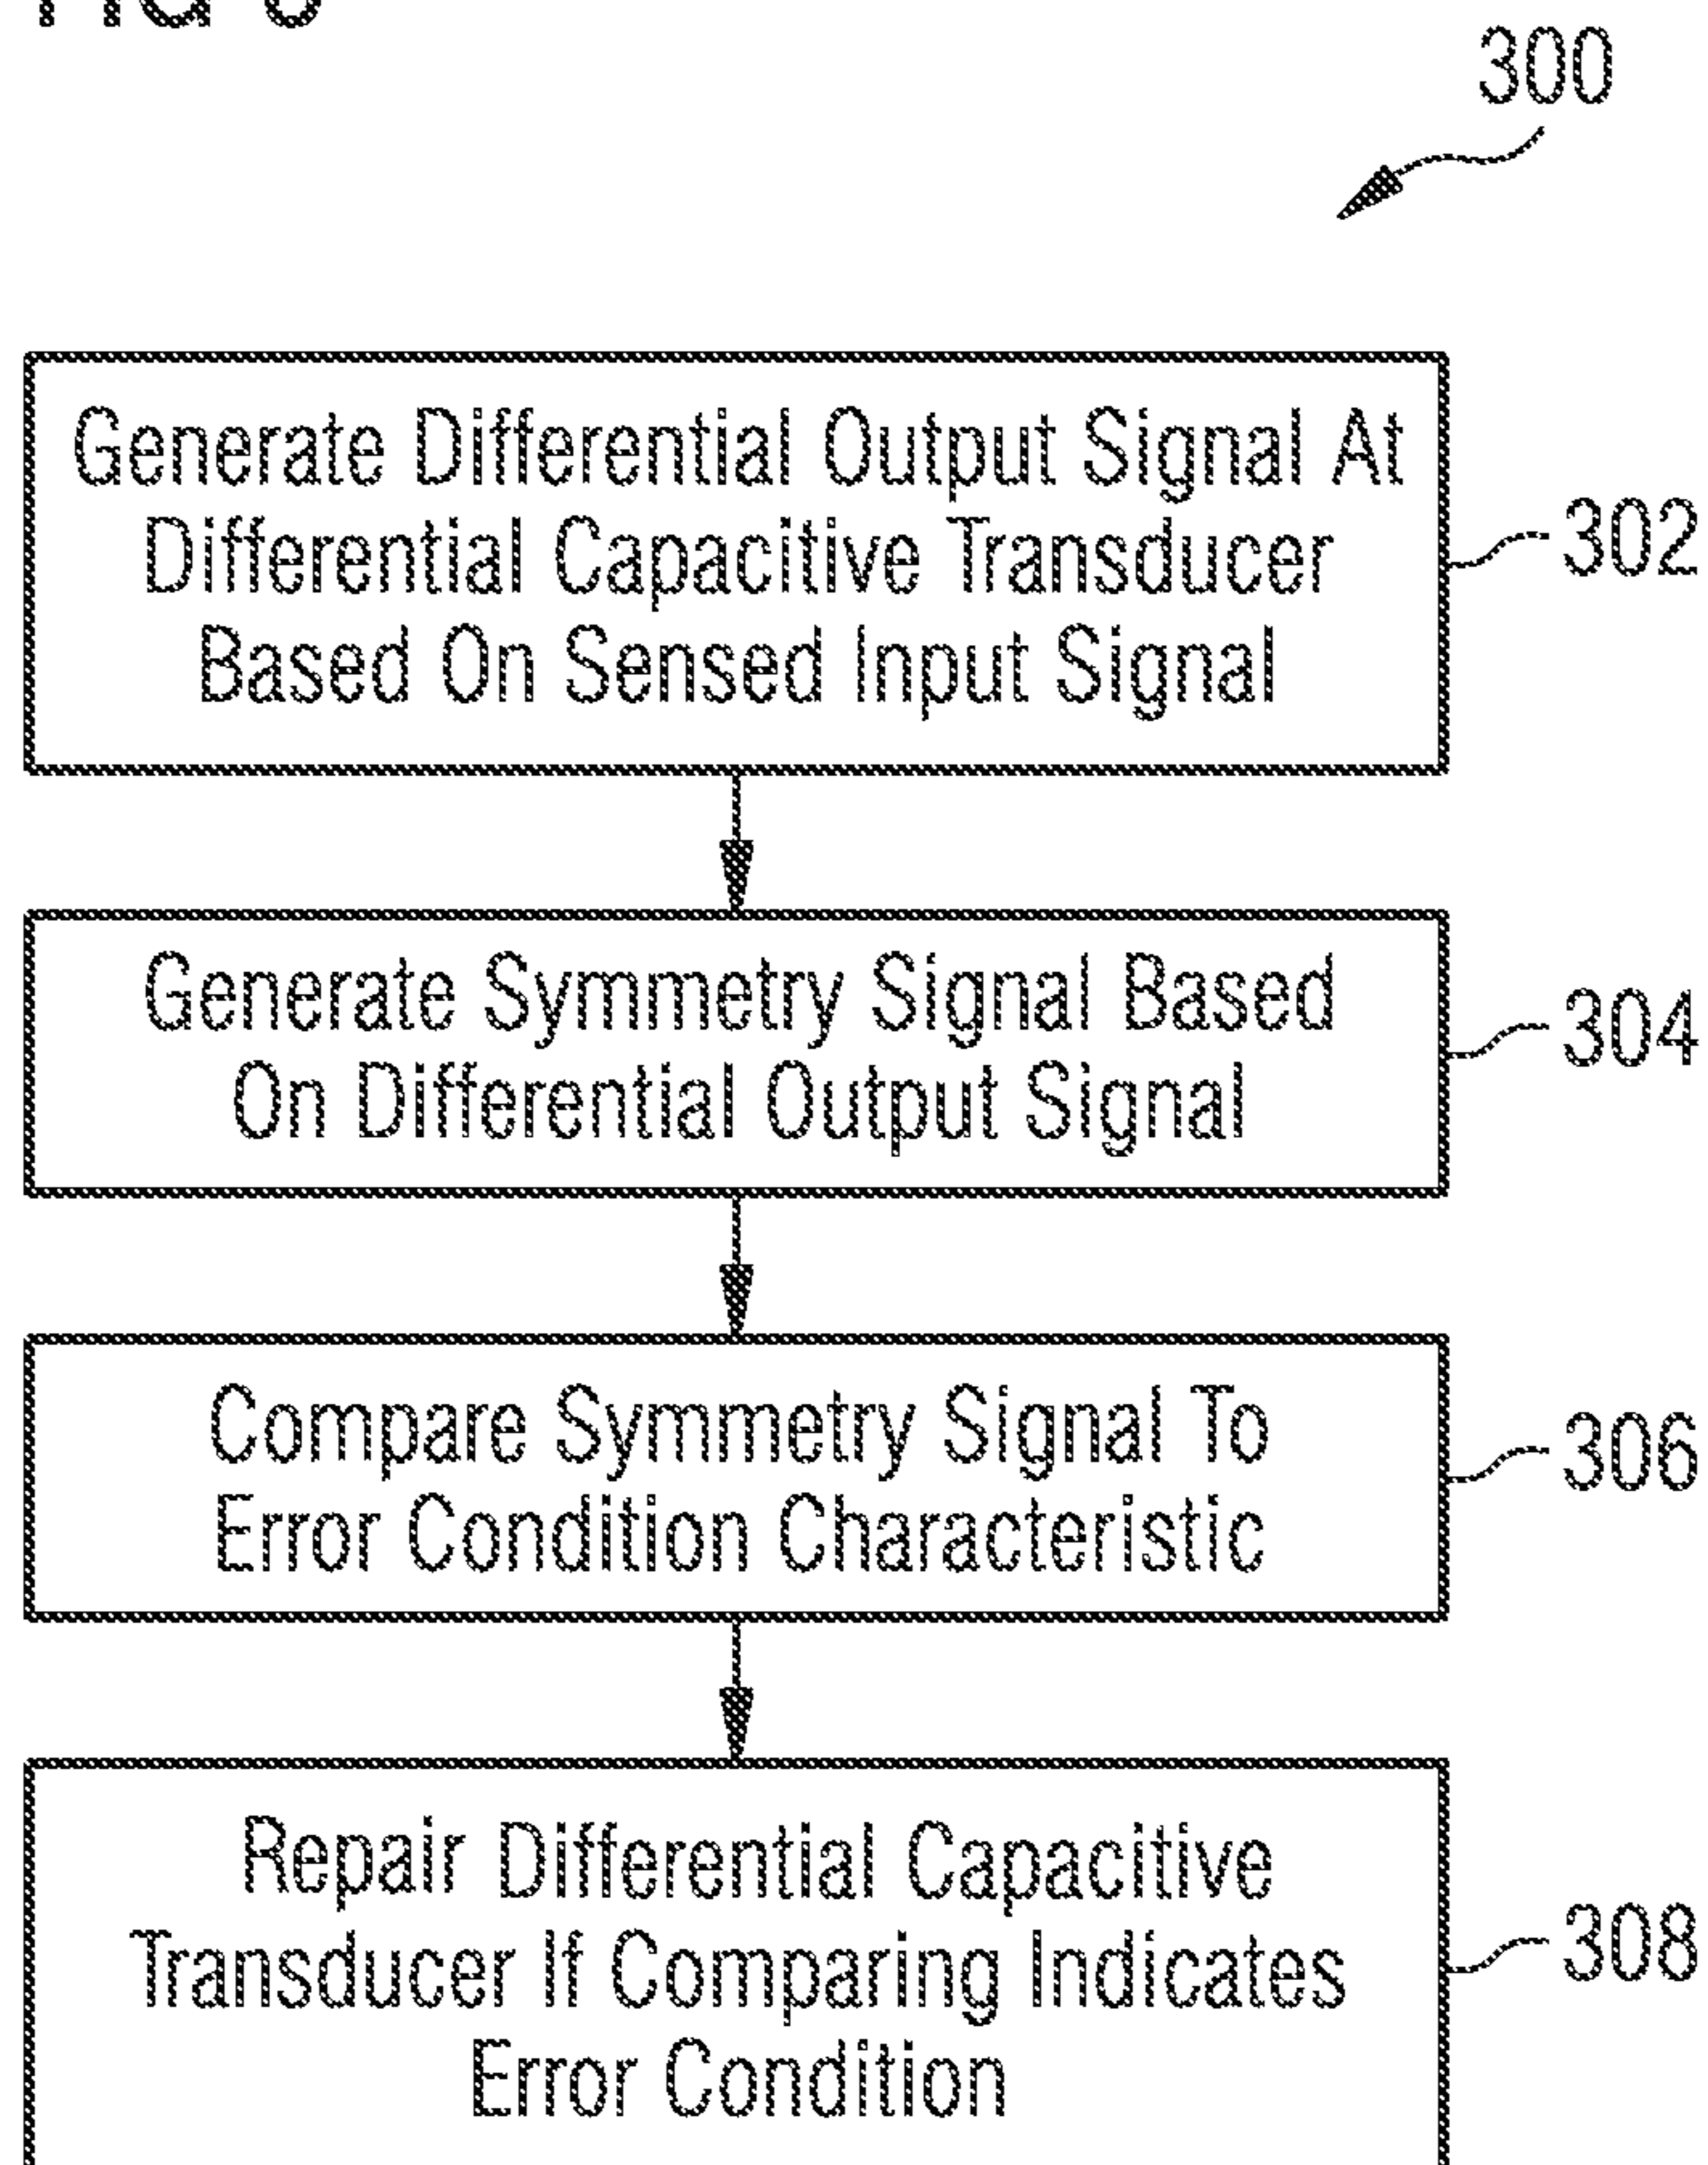 300
Generate Differential Output Signal At
Differential Capacitive Transducer
Based On Sensed Input Signal
302
Generate Symmetry Signal Based
On Differential Output Signal
304
Compare Symmetry Signal To
Error Condition Characteristic
306
Repair Differential Capacitive
Transducer If Comparing Indicates
Error Condition
308